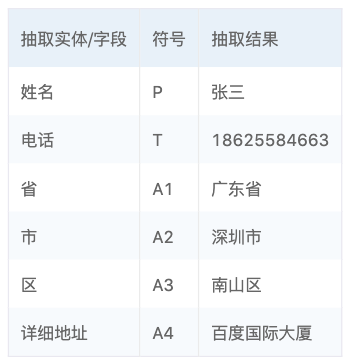 抽取实体/字段 符号 抽取结果
姓名 P 张三
电话 T 18625584663
省 A1 广东省
市 A2 深圳市
区 A3 南山区
详细地址 A4 百度国际大厦